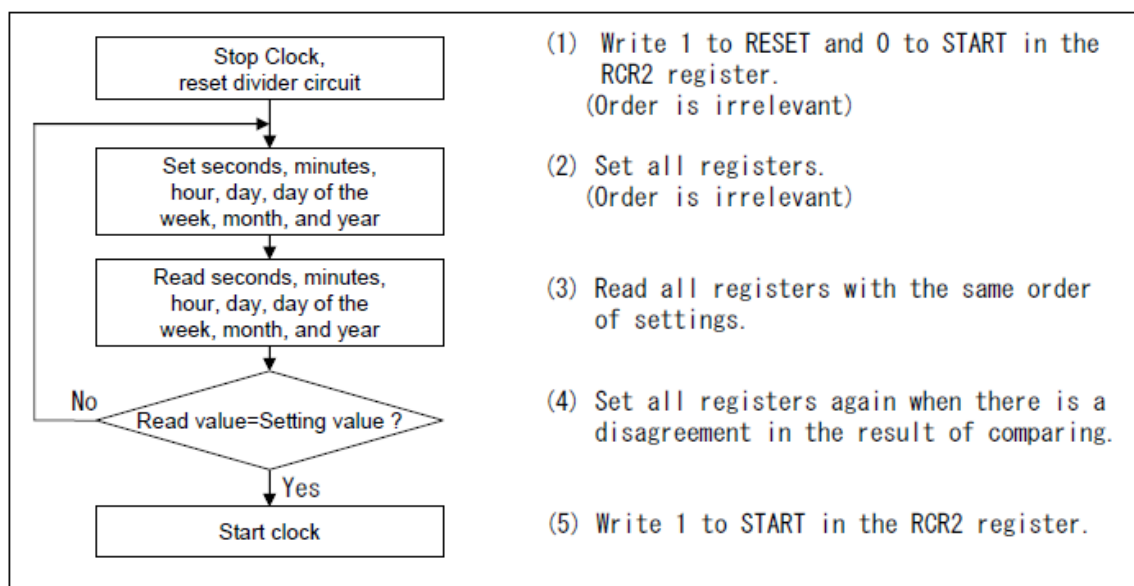 Stop Clock,
reset divider circuit
(1) Write 1 to RESET and 0 to START in the
RCR2 register.
(Order is irrelevant)
Set seconds, minutes,
hour, day, day of the
week, month, and year
(2) Set all registers.
(Order is irrelevant)
Read seconds, minutes,
hour, day, day of the
week, month, and year
(3) Read all registers with the same order
of settings.
No
Read value=Setting value ?
(4) Set all registers again when there is a
disagreement in the result of comparing.
Yes
Start clock
(5) Write 1 to START in the RCR2 register.